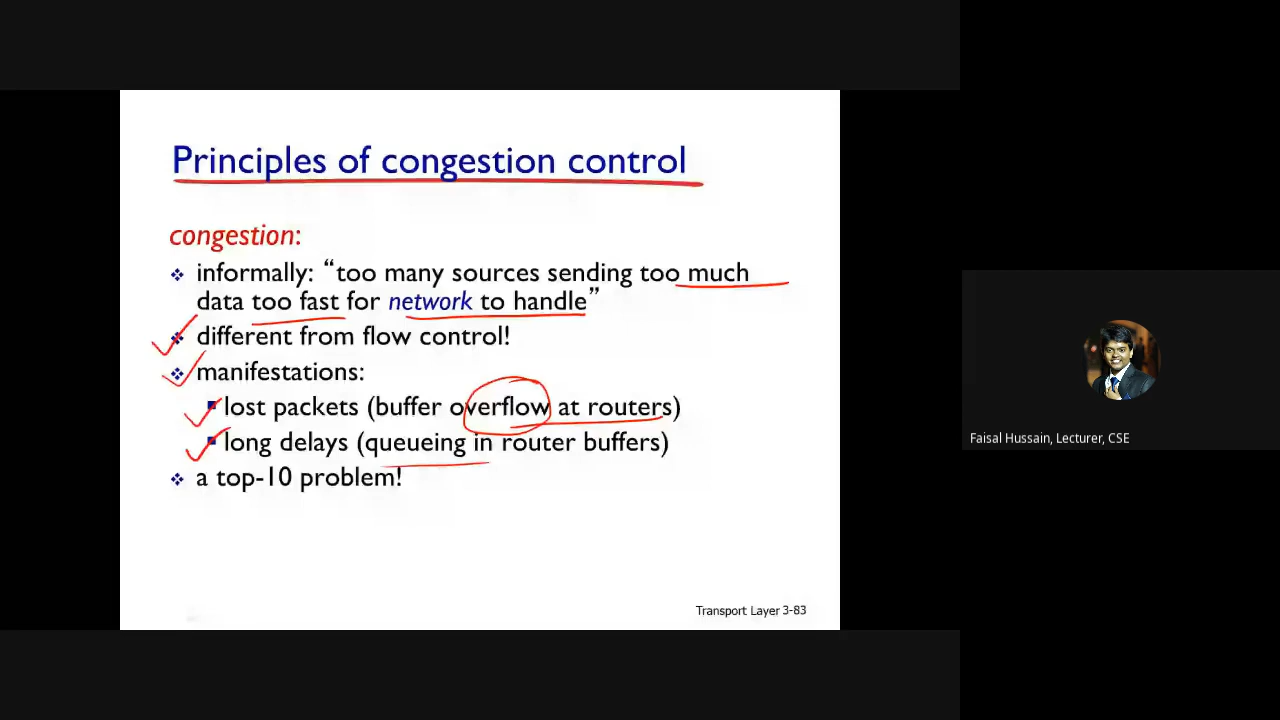 Principles of congestion control
congestion:
informally: “too many sources sending too much
data too fast for network to handle”
different from flow control!
manifestations:
lost packets (buffer overflow at routers)
long delays (queueing in router buffers)
a top-10 problem!
Transport Layer 3-83
Faisal Hussain, Lecturer, CSE